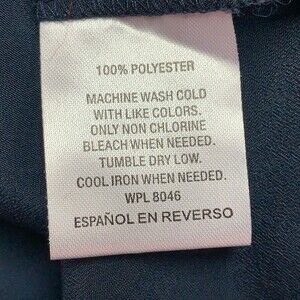 100% POLYESTER
MACHINE WASH COLD
WITH LIKE COLORS.
ONLY NON CHLORINE
BLEACH WHEN NEEDED.
TUMBLE DRY LOW.
COOL IRON WHEN NEEDED.
WPL 8046
ESPAÑOL EN REVERSO